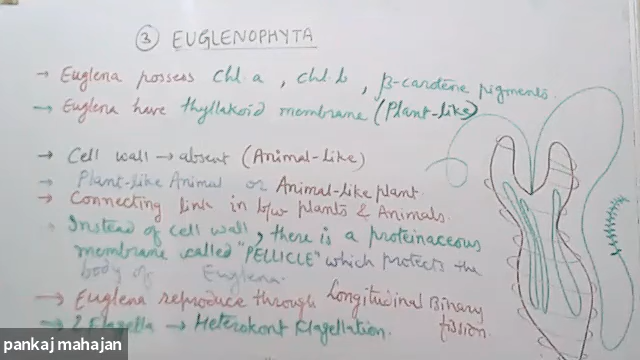 ③ EUGLENOPHYTA
→ Euglena possess Chl.a , Chl.b , β-carotene pigments.
→ Euglena have thyllakoid membrane (Plant-like)
→ Cell wall → absent (Animal-like)
→ Plant-like Animal or Animal-like plant.
→ Connecting link in b/w plants & Animals.
Instead of cell wall, there is a proteinaceous
membrane called "PELLICLE" which protects the
body of Euglena.
→ Euglena reproduce through Longitudinal Binary
fission.
→ 2 Flagella → Heterokont Flagellation.
pankaj mahajan